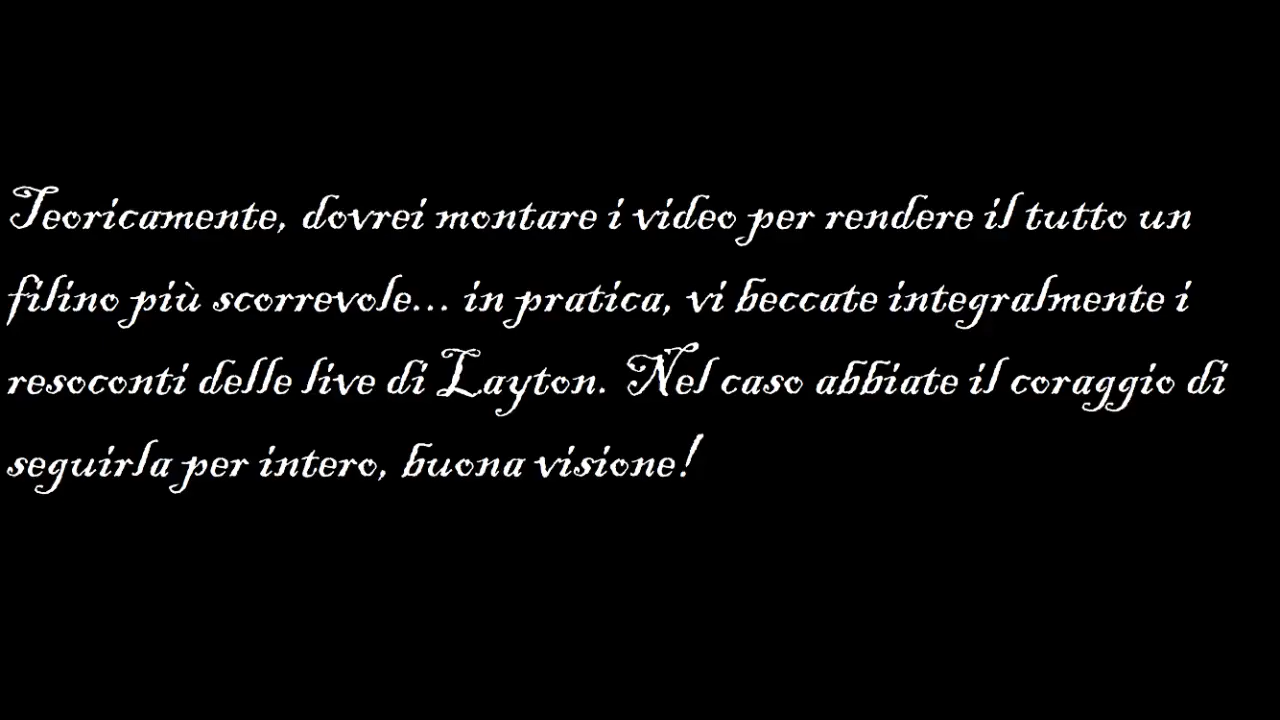 Teoricamente, dovrei montare i video per rendere il tutto un
filino più scorrevole... in pratica, vi beccate integralmente i
resoconti delle live di Layton. Nel caso abbiate il coraggio di
seguirla per intero, buona visione!